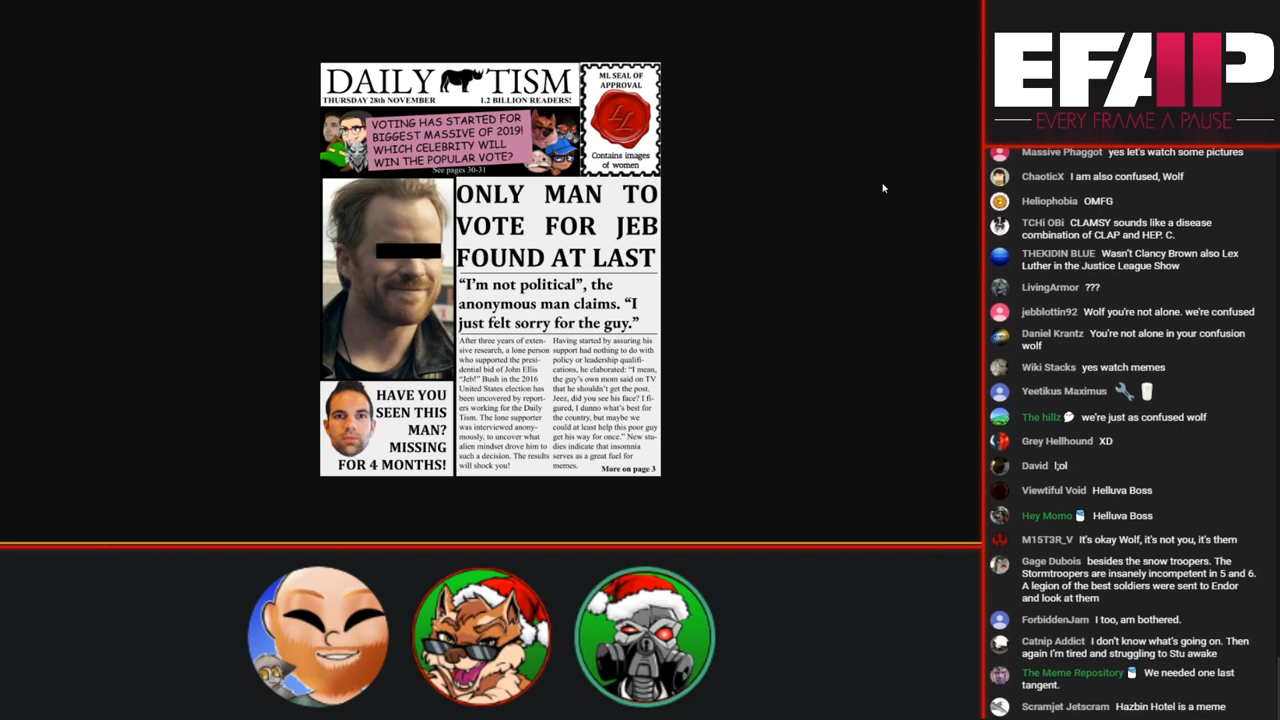 DAILY TISM
THURSDAY 28th NOVEMBER 1.2 BILLION READERS!
ML SEAL OF
APPROVAL
LL
Contains images
of women
VOTING HAS STARTED FOR
BIGGEST MASSIVE OF 2019!
WHICH CELEBRITY WILL
WIN THE POPULAR VOTE?
See pages 30-31
ONLY MAN TO
VOTE FOR JEB
FOUND AT LAST
“I’m not political”, the
anonymous man claims. “I
just felt sorry for the guy.”
After three years of exten-
sive research, a lone person
who supported the presi-
dential bid of John Ellis
“Jeb!” Bush in the 2016
United States election has
been uncovered by report-
ers working for the Daily
Tism. The lone supporter
was interviewed anony-
mously, to uncover what
alien mindset drove him to
such a decision. The results
will shock you!
Having started by assuring his
support had nothing to do with
policy or leadership qualifi-
cations, he elaborated: “I mean,
the guy’s own mom said on TV
that he shouldn’t get the post.
Jeez, did you see his face? I fi-
gured, I dunno what’s best for
the country, but maybe we
could at least help this poor guy
get his way for once.” New stu-
dies indicate that insomnia
serves as a great fuel for
memes.
More on page 3
HAVE YOU
SEEN THIS
MAN?
MISSING
FOR 4 MONTHS!
EFAP
EVERY FRAME A PAUSE
Massive Phaggot yes let's watch some pictures
ChaoticX I am also confused, Wolf
Heliophobia OMFG
TCHi OBi CLAMSY sounds like a disease
combination of CLAP and HEP. C.
THEKIDIN BLUE Wasn't Clancy Brown also Lex
Luther in the Justice League Show
LivingArmor ???
jebblottin92 Wolf you're not alone. we're confused
Daniel Krantz You're not alone in your confusion
wolf
Wiki Stacks yes watch memes
Yeetikus Maximus
The hillz we're just as confused wolf
Grey Hellhound XD
David l;ol
Viewtiful Void Helluva Boss
Hey Momo Helluva Boss
M15T3R_V It's okay Wolf, it's not you, it's them
Gage Dubois besides the snow troopers. The
Stormtroopers are insanely incompetent in 5 and 6.
A legion of the best soldiers were sent to Endor
and look at them
ForbiddenJam I too, am bothered.
Catnip Addict I don't know what's going on. Then
again I'm tired and struggling to Stu awake
The Meme Repository We needed one last
tangent.
Scramjet Jetscram Hazbin Hotel is a meme